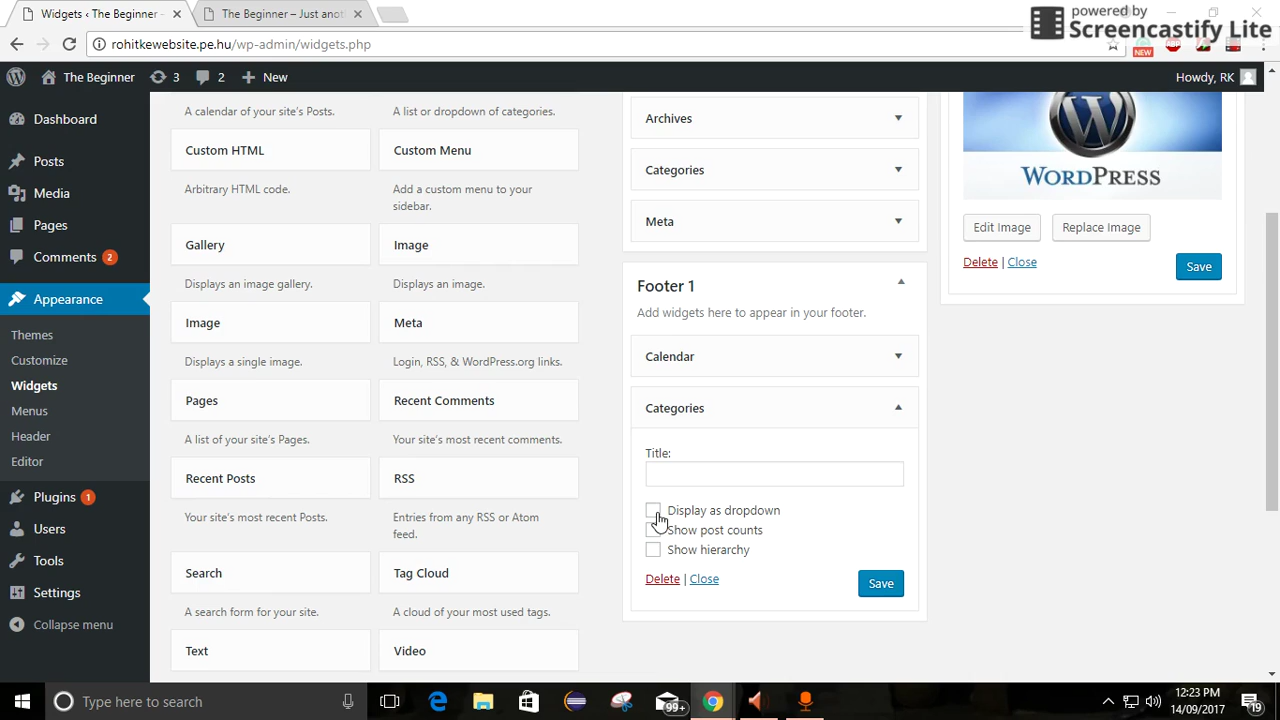 Widgets ‹ The Beginner -
The Beginner – Just anot
powered by
Screencastify Lite
rohitkewebsite.pe.hu/wp-admin/widgets.php
NEW
The Beginner
3
2
New
Howdy, RK
Dashboard
Posts
Media
Pages
Comments 2
Appearance
Themes
Customize
Widgets
Menus
Header
Editor
Plugins 1
Users
Tools
Settings
Collapse menu
A calendar of your site's Posts.
A list or dropdown of categories.
Custom HTML
Custom Menu
Arbitrary HTML code.
Add a custom menu to your
sidebar.
Gallery
Image
Displays an image gallery.
Displays an image.
Image
Meta
Displays a single image.
Login, RSS, & WordPress.org links.
Pages
Recent Comments
A list of your site's Pages.
Your site's most recent comments.
Recent Posts
RSS
Your site's most recent Posts.
Entries from any RSS or Atom
feed.
Search
Tag Cloud
A search form for your site.
A cloud of your most used tags.
Text
Video
Archives
Categories
Meta
Footer 1
Add widgets here to appear in your footer.
Calendar
Categories
Title:
Display as dropdown
Show post counts
Show hierarchy
Delete | Close
Save
WORDPRESS
Edit Image
Replace Image
Delete | Close
Save
Type here to search
99+
12:23 PM
14/09/2017
19